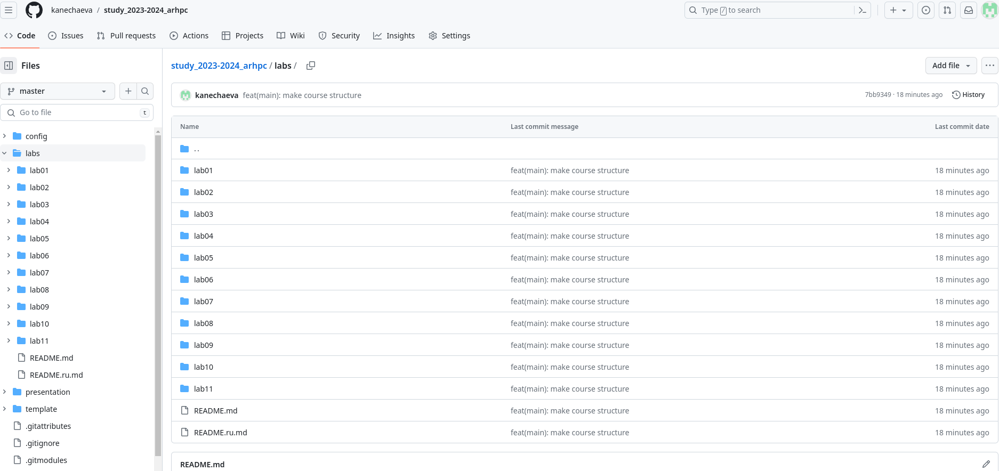 kanechaeva / study_2023-2024_arhpc
Type / to search
Code Issues Pull requests Actions Projects Wiki Security Insights Settings
Files
master
Go to file t
config
labs
lab01
lab02
lab03
lab04
lab05
lab06
lab07
lab08
lab09
lab10
lab11
README.md
README.ru.md
presentation
template
.gitattributes
.gitignore
.gitmodules
study_2023-2024_arhpc / labs /
Add file
kanechaeva feat(main): make course structure 7bb9349 · 18 minutes ago History
Name Last commit message Last commit date
..
lab01 feat(main): make course structure 18 minutes ago
lab02 feat(main): make course structure 18 minutes ago
lab03 feat(main): make course structure 18 minutes ago
lab04 feat(main): make course structure 18 minutes ago
lab05 feat(main): make course structure 18 minutes ago
lab06 feat(main): make course structure 18 minutes ago
lab07 feat(main): make course structure 18 minutes ago
lab08 feat(main): make course structure 18 minutes ago
lab09 feat(main): make course structure 18 minutes ago
lab10 feat(main): make course structure 18 minutes ago
lab11 feat(main): make course structure 18 minutes ago
README.md feat(main): make course structure 18 minutes ago
README.ru.md feat(main): make course structure 18 minutes ago
README.md